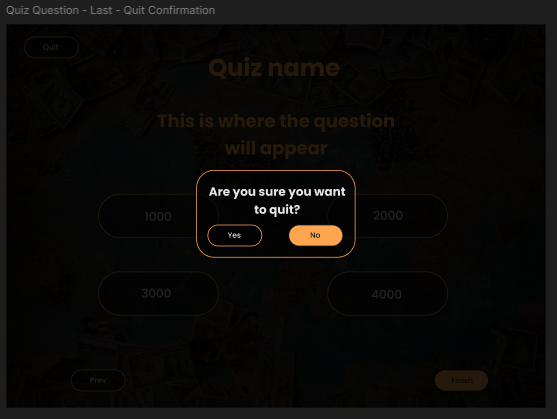 Quiz Question - Last - Quit Confirmation
Quit
Quiz name
This is where the question
will appear
Are you sure you want
to quit?
Yes
No
1000
2000
3000
4000
Prev
Finish